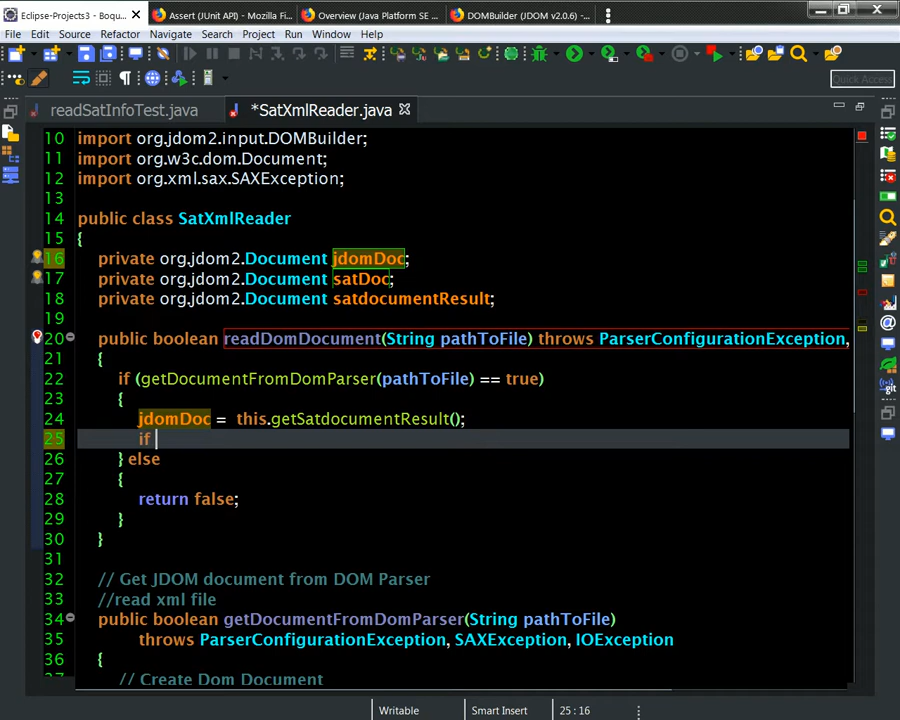 Eclipse-Projects3 - Boqu...
Assert (JUnit API) - Mozilla Fi...
Overview (Java Platform SE ...
DOMBuilder (JDOM v2.0.6) - ...
File Edit Source Refactor Navigate Search Project Run Window Help
Quick Access
readSatInfoTest.java
*SatXmlReader.java
10 import org.jdom2.input.DOMBuilder;
11 import org.w3c.dom.Document;
12 import org.xml.sax.SAXException;
13
14 public class SatXmlReader
15 {
16 private org.jdom2.Document jdomDoc;
17 private org.jdom2.Document satDoc;
18 private org.jdom2.Document satdocumentResult;
19
20 public boolean readDomDocument(String pathToFile) throws ParserConfigurationException,
21 {
22 if (getDocumentFromDomParser(pathToFile) == true)
23 {
24 jdomDoc = this.getSatdocumentResult();
25 if
26 } else
27 {
28 return false;
29 }
30 }
31
32 // Get JDOM document from DOM Parser
33 //read xml file
34 public boolean getDocumentFromDomParser(String pathToFile)
35 throws ParserConfigurationException, SAXException, IOException
36 {
// Create Dom Document
Writable
Smart Insert
25 : 16